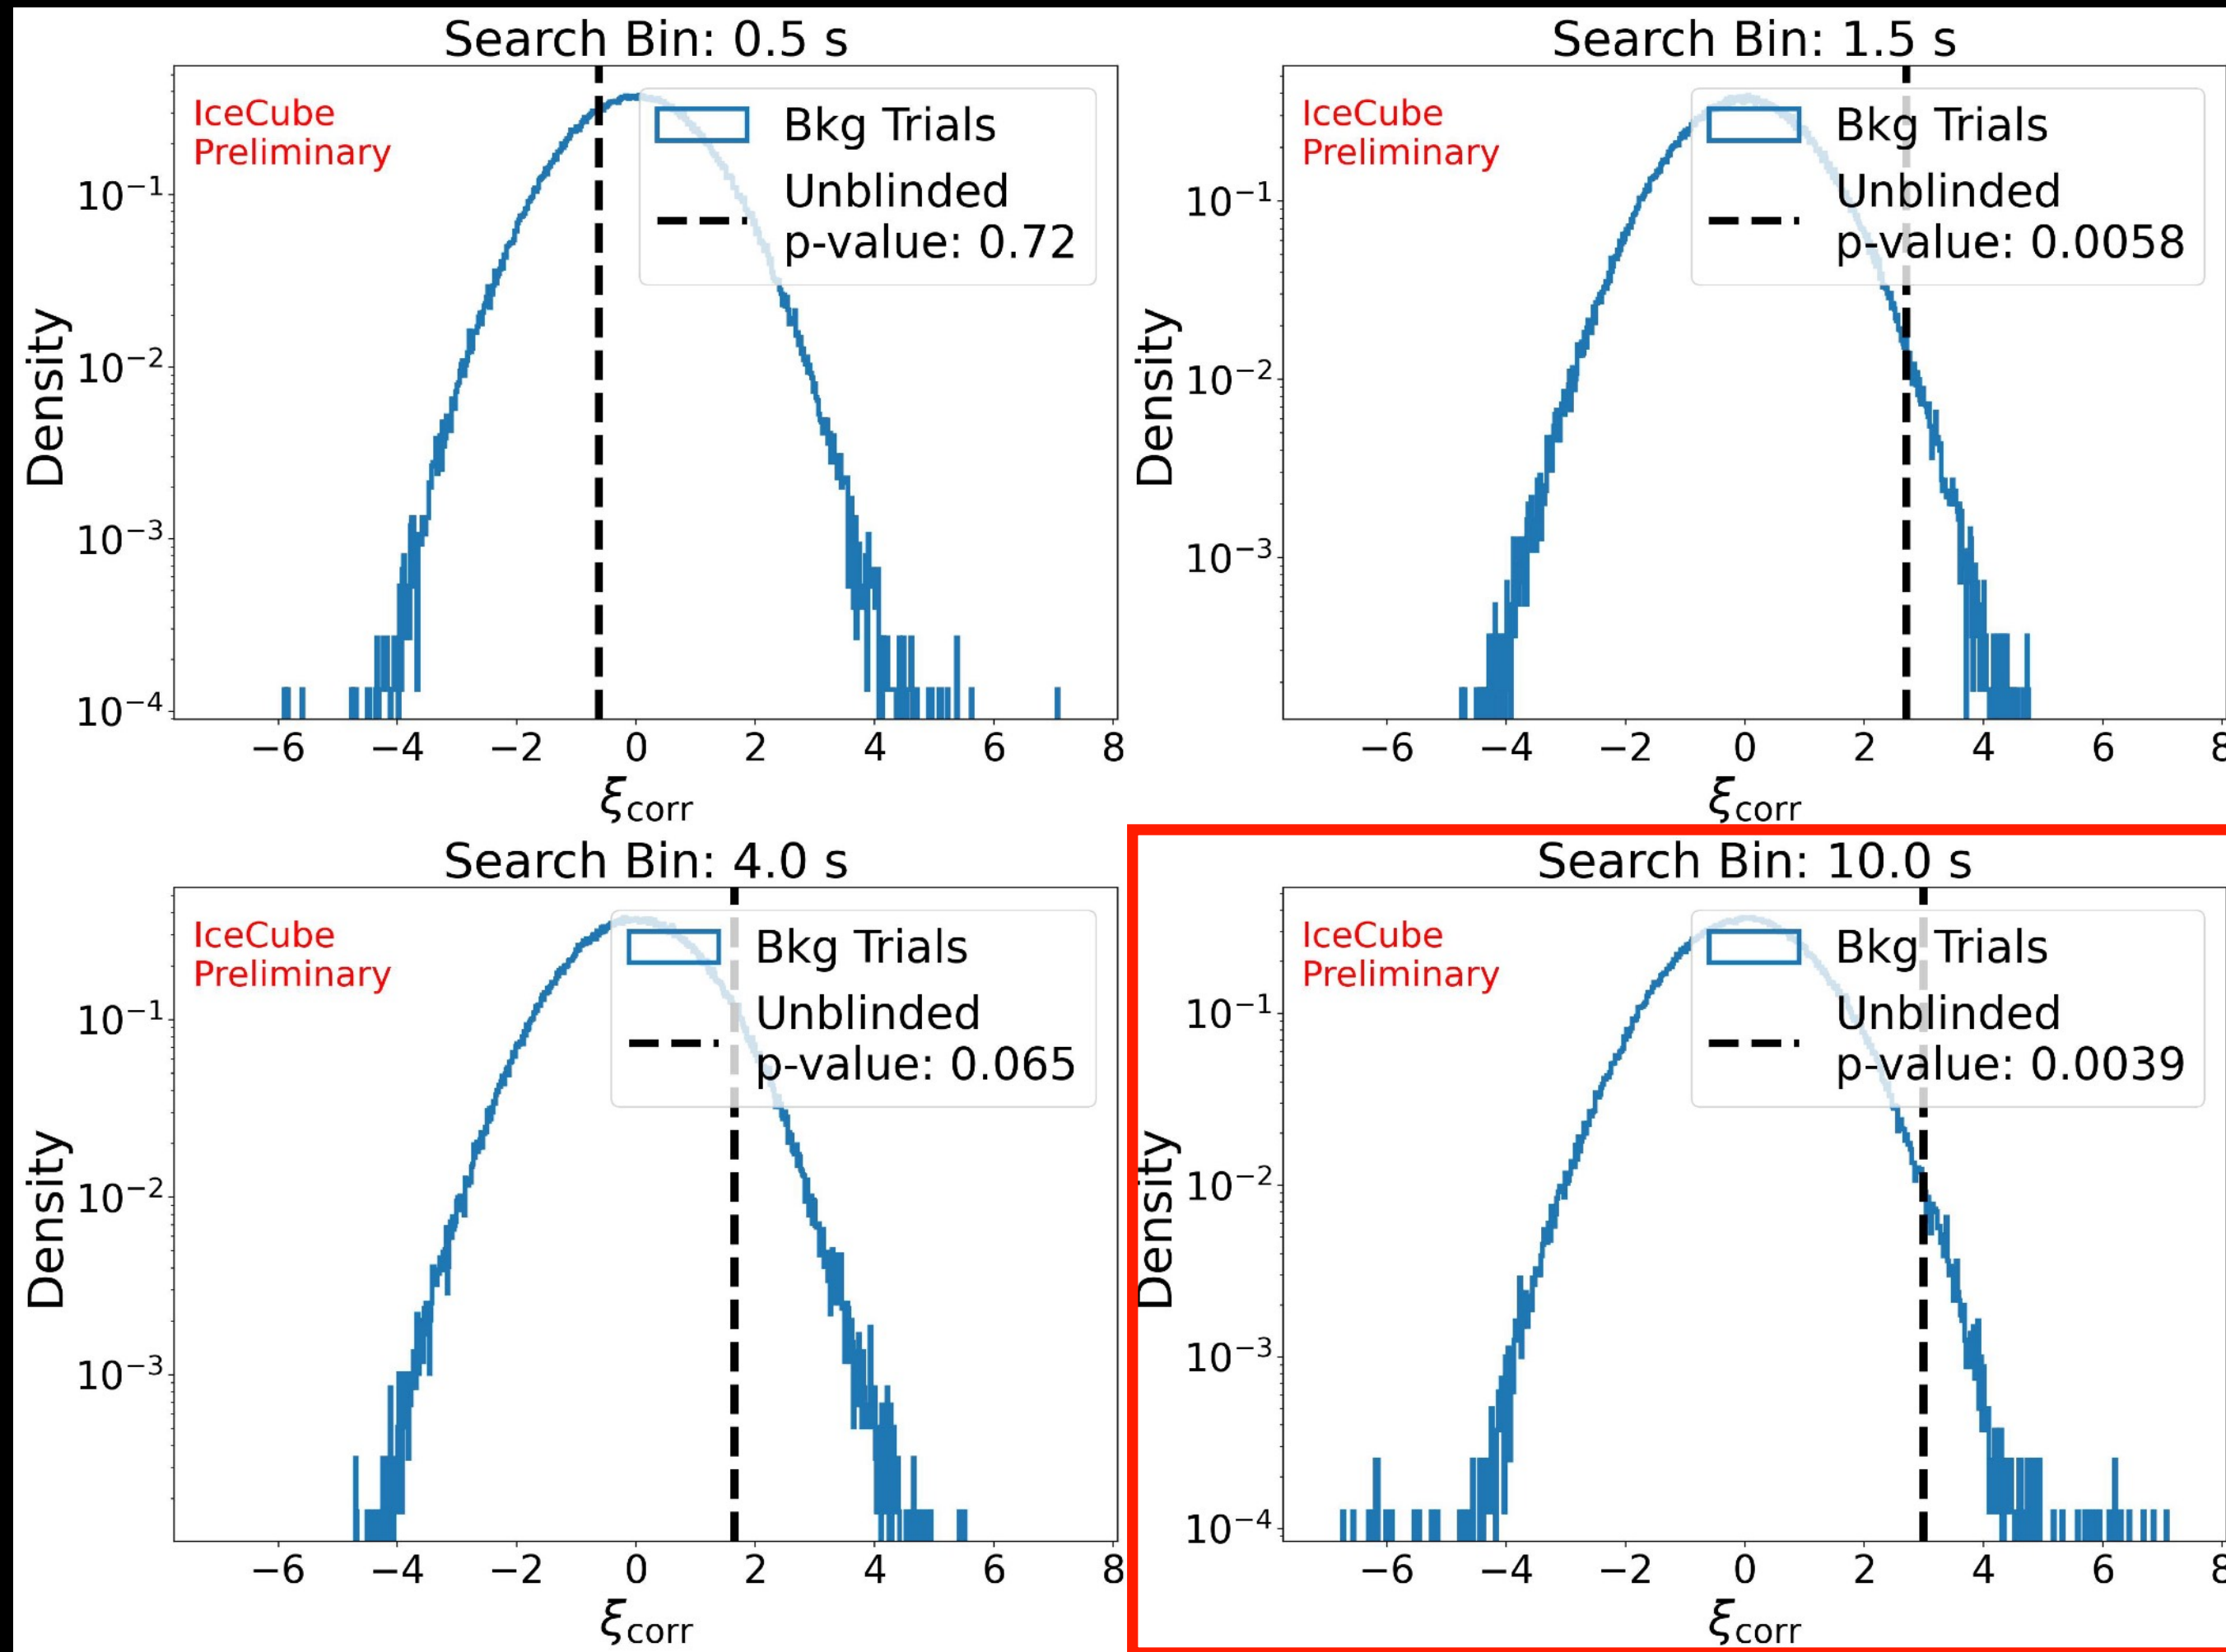 Search Bin: 0.5 s
IceCube
Preliminary
Bkg Trials
Unblinded
p-value: 0.72
Density
10⁻¹
10⁻²
10⁻³
10⁻⁴
−6 −4 −2 0 2 4 6 8
ξcorr
Search Bin: 1.5 s
IceCube
Preliminary
Bkg Trials
Unblinded
p-value: 0.0058
Density
10⁻¹
10⁻²
10⁻³
−6 −4 −2 0 2 4 6 8
ξcorr
Search Bin: 4.0 s
IceCube
Preliminary
Bkg Trials
Unblinded
p-value: 0.065
Density
10⁻¹
10⁻²
10⁻³
−6 −4 −2 0 2 4 6 8
ξcorr
Search Bin: 10.0 s
IceCube
Preliminary
Bkg Trials
Unblinded
p-value: 0.0039
Density
10⁻¹
10⁻²
10⁻³
10⁻⁴
−6 −4 −2 0 2 4 6 8
ξcorr